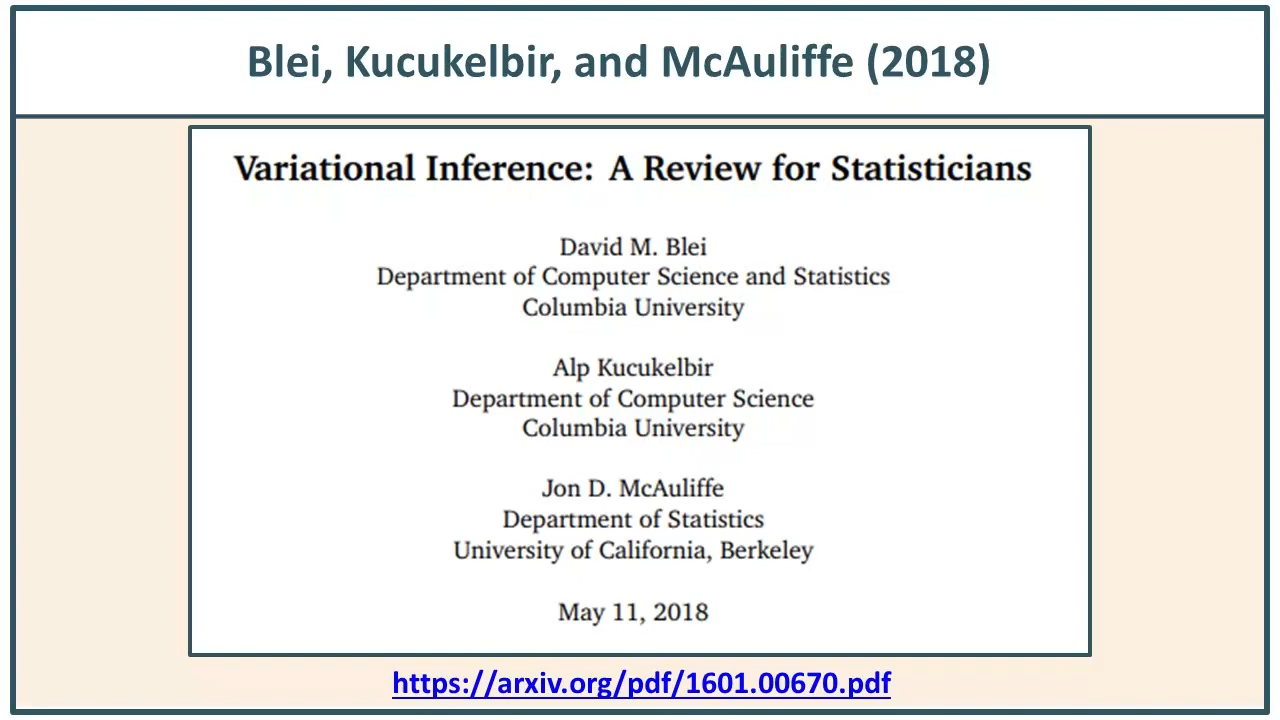 Blei, Kucukelbir, and McAuliffe (2018)
Variational Inference: A Review for Statisticians
David M. Blei
Department of Computer Science and Statistics
Columbia University
Alp Kucukelbir
Department of Computer Science
Columbia University
Jon D. McAuliffe
Department of Statistics
University of California, Berkeley
May 11, 2018
https://arxiv.org/pdf/1601.00670.pdf